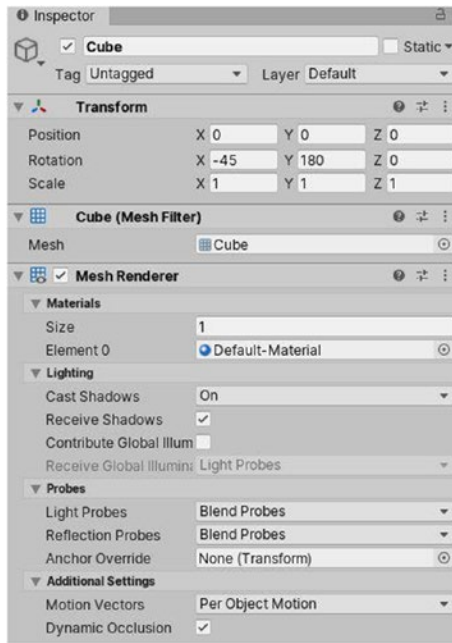 Inspector
Cube Static
Tag Untagged Layer Default
Transform
Position X 0 Y 0 Z 0
Rotation X -45 Y 180 Z 0
Scale X 1 Y 1 Z 1
Cube (Mesh Filter)
Mesh Cube
Mesh Renderer
Materials
Size 1
Element 0 Default-Material
Lighting
Cast Shadows On
Receive Shadows
Contribute Global Illum
Receive Global Illumina Light Probes
Probes
Light Probes Blend Probes
Reflection Probes Blend Probes
Anchor Override None (Transform)
Additional Settings
Motion Vectors Per Object Motion
Dynamic Occlusion